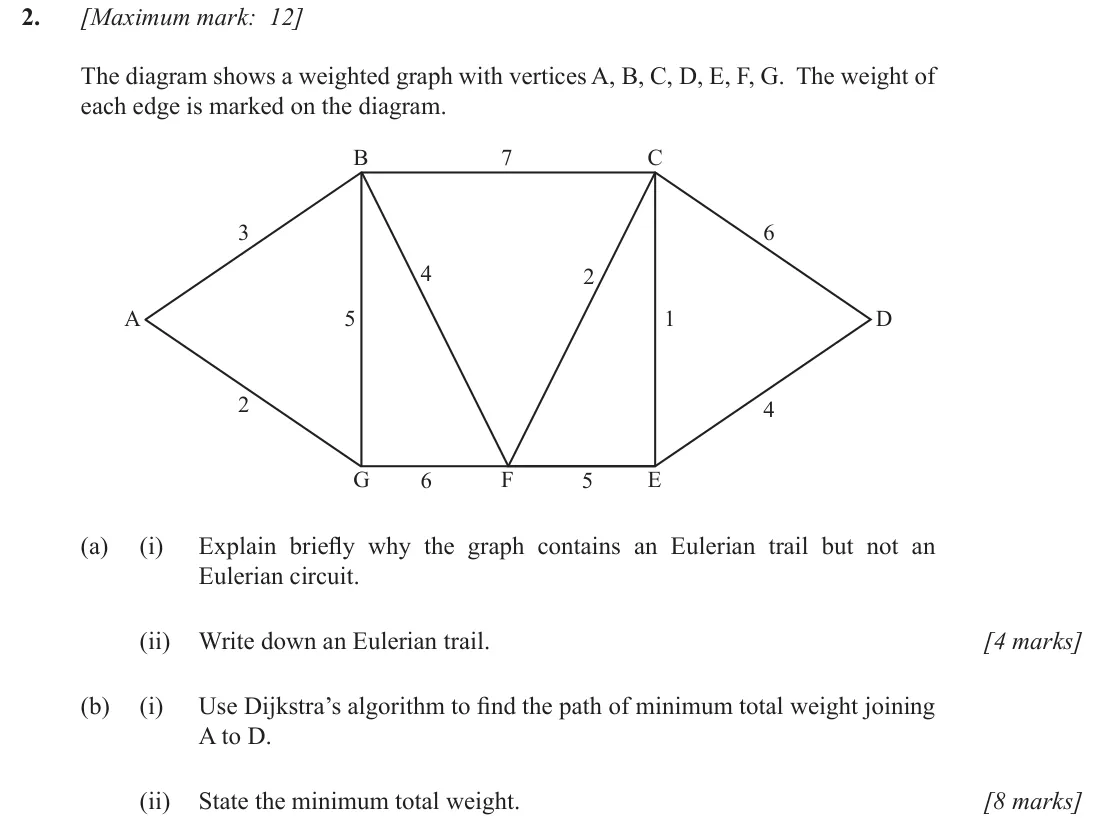 2. [Maximum mark: 12]
The diagram shows a weighted graph with vertices A, B, C, D, E, F, G. The weight of
each edge is marked on the diagram.
B 7 C
3 6
4 2
A 5 1 D
2 4
G 6 F 5 E
(a) (i) Explain briefly why the graph contains an Eulerian trail but not an
Eulerian circuit.
(ii) Write down an Eulerian trail. [4 marks]
(b) (i) Use Dijkstra’s algorithm to find the path of minimum total weight joining
A to D.
(ii) State the minimum total weight. [8 marks]